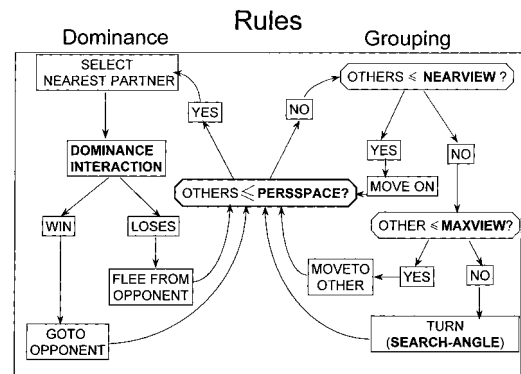 Rules
Dominance
Grouping
SELECT
NEAREST PARTNER
OTHERS ≤ NEARVIEW ?
YES
NO
DOMINANCE
INTERACTION
YES
NO
OTHERS ≤ PERSSPACE?
MOVE ON
WIN
LOSES
OTHER ≤ MAXVIEW?
FLEE FROM
OPPONENT
MOVETO
OTHER
YES
NO
GOTO
OPPONENT
TURN
(SEARCH-ANGLE)